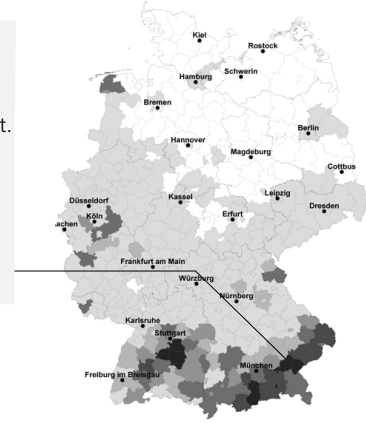 Kiel
Rostock
Schwerin
Hamburg
Bremen
t.
Berlin
Hannover
Magdeburg
Cottbus
Leipzig
Kassel
Düsseldorf
Dresden
Köln
Erfurt
achen
Frankfurt am Main
Würzburg
Nürnberg
Karlsruhe
Stuttgart
München
Freiburg im Breisgau